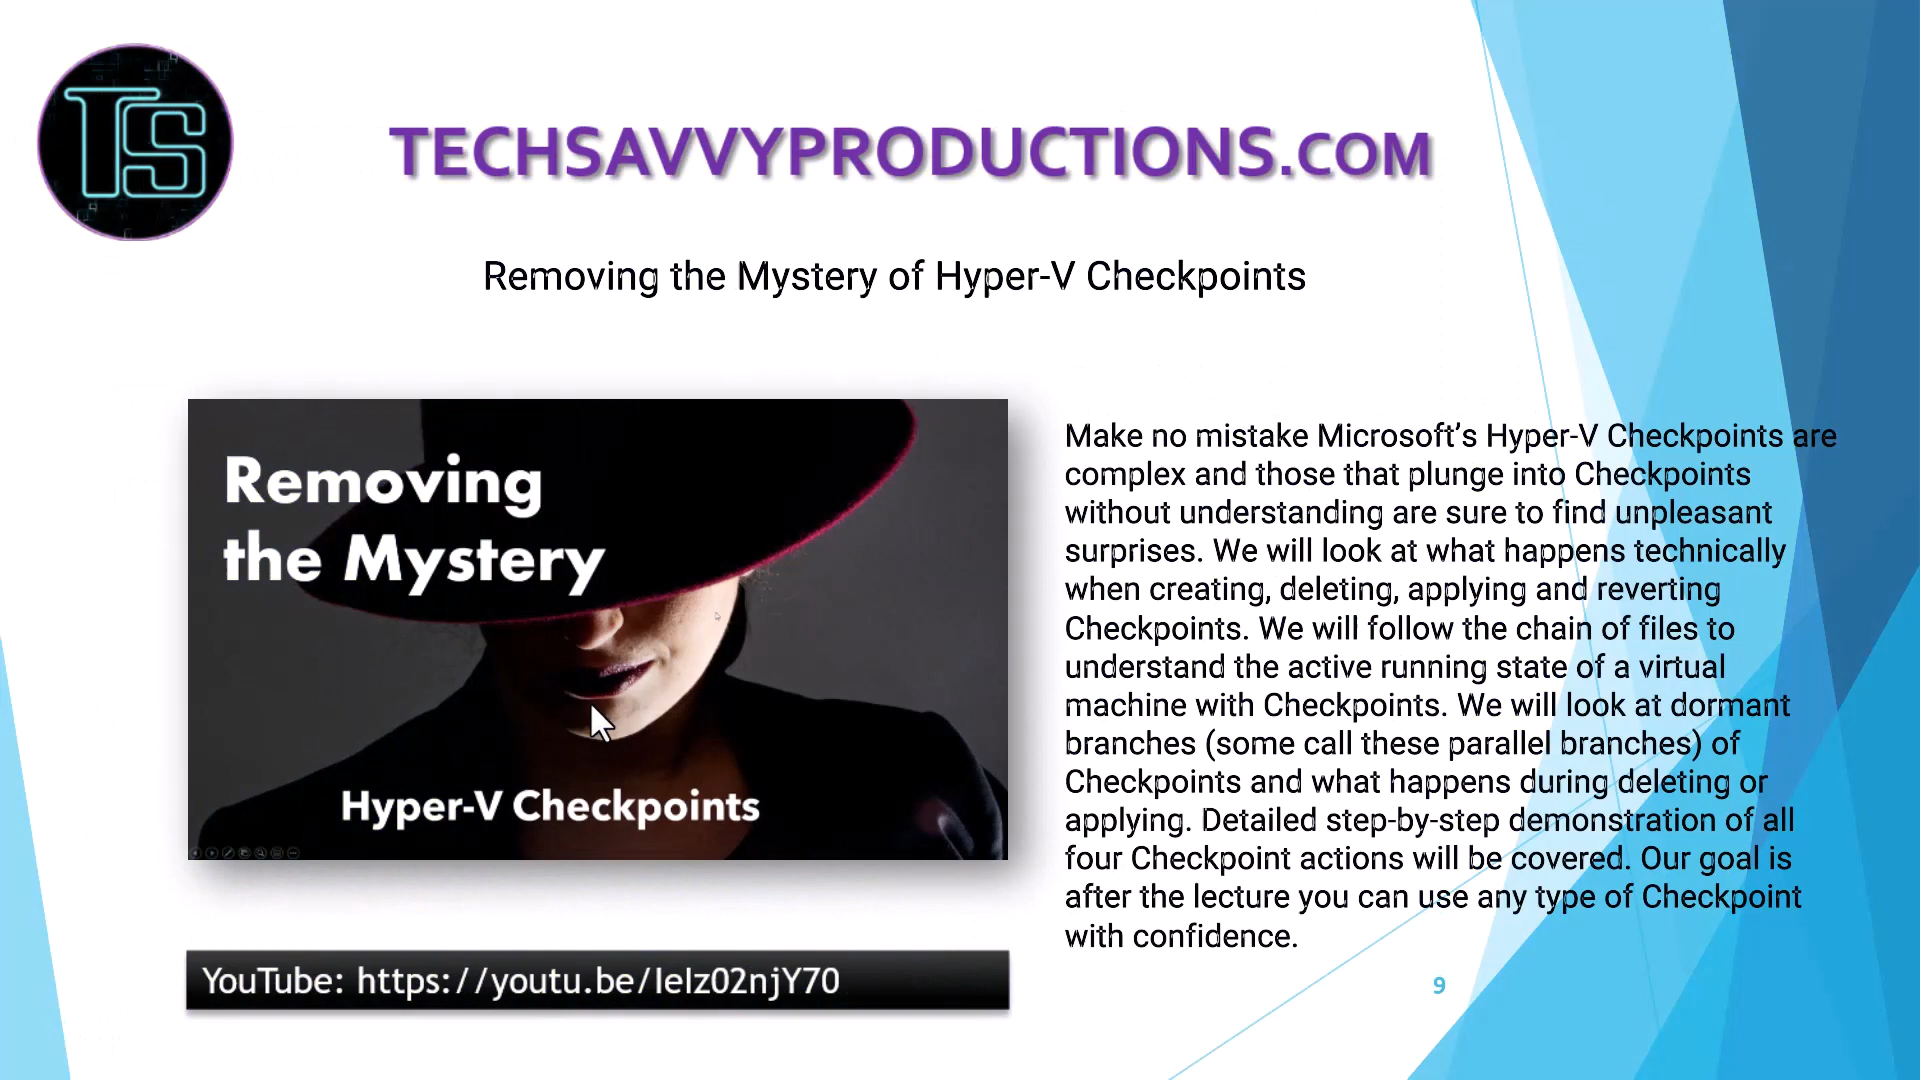 TS
TECHSAVVYPRODUCTIONS.COM
Removing the Mystery of Hyper-V Checkpoints
Removing
the Mystery
Hyper-V Checkpoints
Make no mistake Microsoft’s Hyper-V Checkpoints are
complex and those that plunge into Checkpoints
without understanding are sure to find unpleasant
surprises. We will look at what happens technically
when creating, deleting, applying and reverting
Checkpoints. We will follow the chain of files to
understand the active running state of a virtual
machine with Checkpoints. We will look at dormant
branches (some call these parallel branches) of
Checkpoints and what happens during deleting or
applying. Detailed step-by-step demonstration of all
four Checkpoint actions will be covered. Our goal is
after the lecture you can use any type of Checkpoint
with confidence.
YouTube: https://youtu.be/IeIz02njY70
9